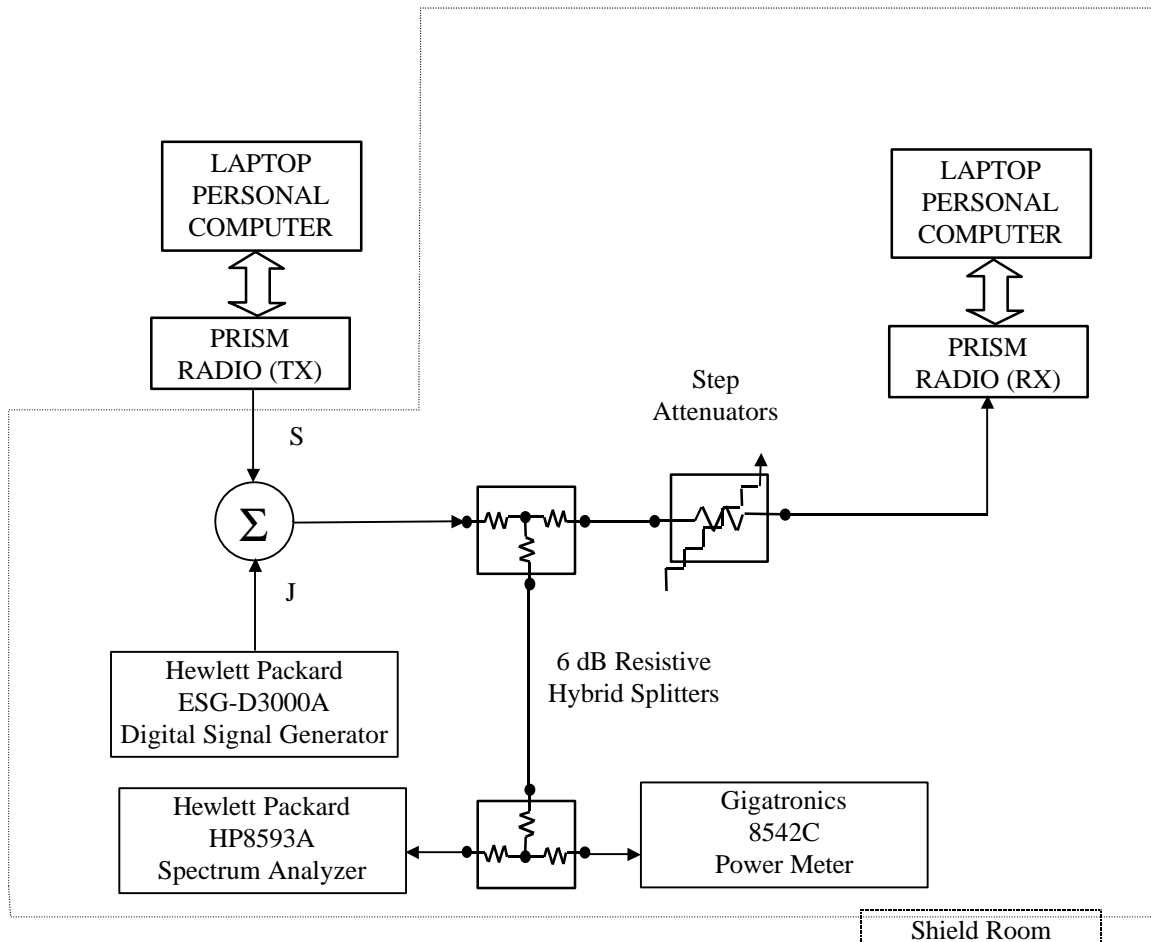 LAPTOP
PERSONAL
COMPUTER
PRISM
RADIO (TX)
S
Σ
J
Hewlett Packard
ESG-D3000A
Digital Signal Generator
LAPTOP
PERSONAL
COMPUTER
PRISM
RADIO (RX)
Step
Attenuators
6 dB Resistive
Hybrid Splitters
Hewlett Packard
HP8593A
Spectrum Analyzer
Gigatronics
8542C
Power Meter
Shield Room